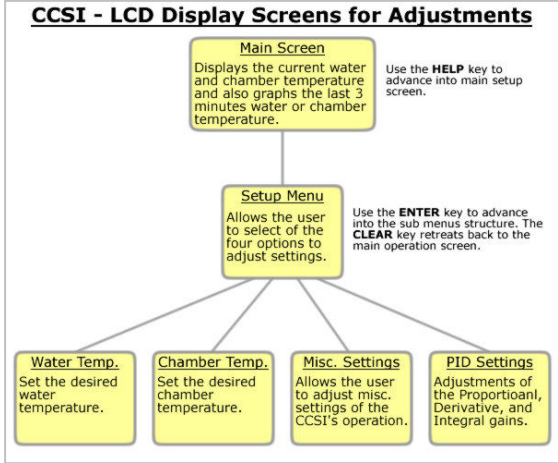 CCSI - LCD Display Screens for Adjustments
Main Screen
Displays the current water
and chamber temperature
and also graphs the last 3
minutes water or chamber
temperature.
Use the HELP key to
advance into main setup
screen.
Setup Menu
Allows the user
to select of the
four options to
adjust settings.
Use the ENTER key to advance
into the sub menus structure. The
CLEAR key retreats back to the
main operation screen.
Water Temp.
Set the desired
water
temperature.
Chamber Temp.
Set the desired
chamber
temperature.
Misc. Settings
Allows the user
to adjust misc.
settings of the
CCSI's operation.
PID Settings
Adjustments of
the Proportioanl,
Derivative, and
Integral gains.